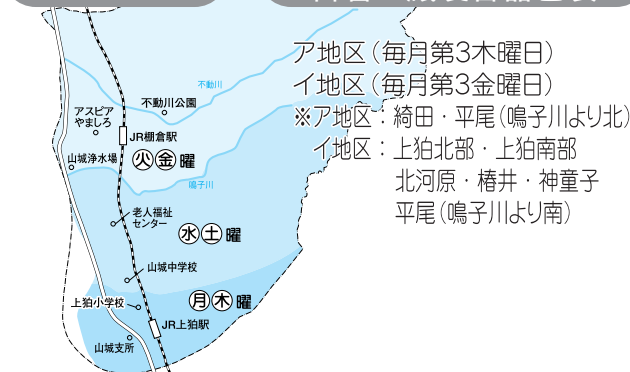 ア地区（毎月第3木曜日）
イ地区（毎月第3金曜日）
※ア地区：綺田・平尾（鳴子川より北）
イ地区：上狛北部・上狛南部
北河原・椿井・神童子
平尾（鳴子川より南）
不動川
不動川公園
アスピア
やましろ
JR棚倉駅
山城浄水場
火金曜
鳴子川
老人福祉
センター
水土曜
山城中学校
月木曜
上狛小学校
JR上狛駅
山城支所